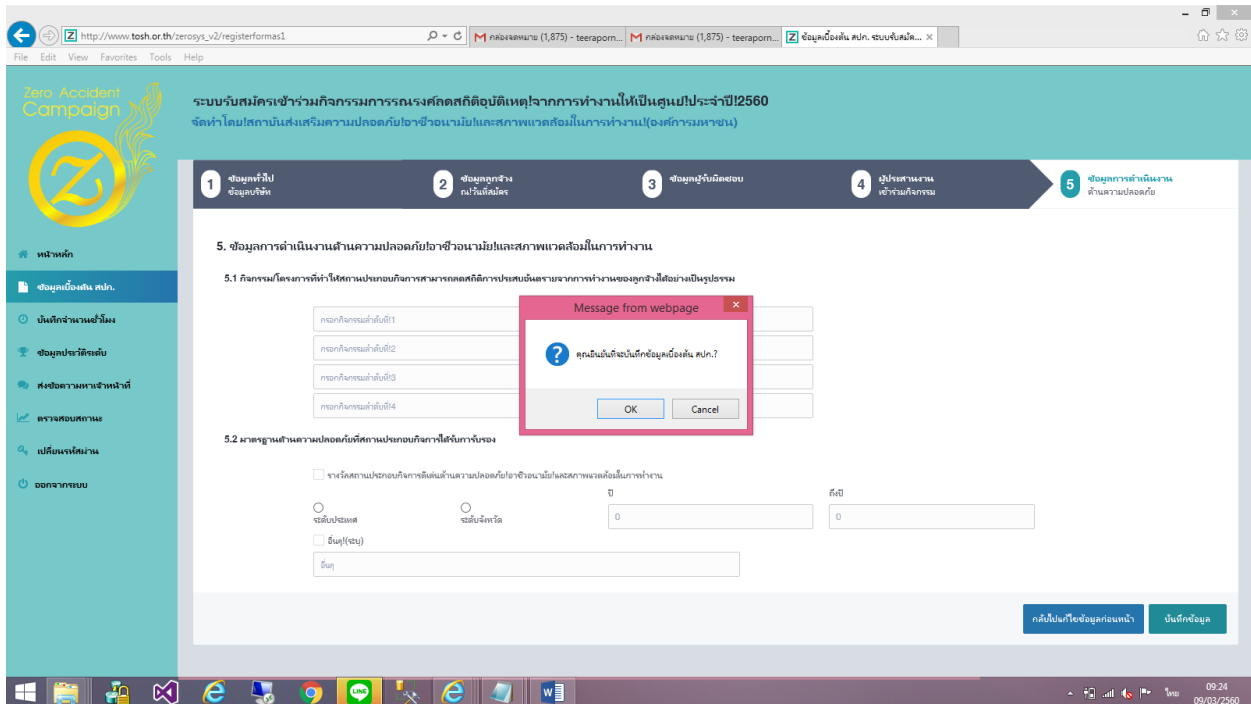 http://www.tosh.or.th/zerosys_v2/registerformas1
กล่องจดหมาย (1,875) - teeraporn...
กล่องจดหมาย (1,875) - teeraporn...
ข้อมูลเบื้องต้น สปก. ระบบรับสมัค...
File Edit View Favorites Tools Help
Zero Accident
Campaign
ระบบรับสมัครเข้าร่วมกิจกรรมการรณรงค์ลดสถิติอุบัติเหตุ!จากการทำงานให้เป็นศูนย์!ประจำปี!2560
จัดทำโดย!สถาบันส่งเสริมความปลอดภัย!อาชีวอนามัย!และสภาพแวดล้อมในการทำงาน!(องค์การมหาชน)
1 ข้อมูลทั่วไป
ข้อมูลบริษัท
2 ข้อมูลลูกจ้าง
ณ!วันที่สมัคร
3 ข้อมูลผู้รับผิดชอบ
4 ผู้ประสานงาน
เข้าร่วมกิจกรรม
5 ข้อมูลการดำเนินงาน
ด้านความปลอดภัย
หน้าหลัก
ข้อมูลเบื้องต้น สปก.
บันทึกจำนวนชั่วโมง
ข้อมูลประวัติระดับ
ส่งข้อความหาเจ้าหน้าที่
ตรวจสอบสถานะ
เปลี่ยนรหัสผ่าน
ออกจากระบบ
5. ข้อมูลการดำเนินงานด้านความปลอดภัย!อาชีวอนามัย!และสภาพแวดล้อมในการทำงาน
5.1 กิจกรรม/โครงการที่ทำให้สถานประกอบกิจการสามารถลดสถิติการประสบอันตรายจากการทำงานของลูกจ้างได้อย่างเป็นรูปธรรม
กรอกกิจกรรมลำดับที่!1
กรอกกิจกรรมลำดับที่!2
กรอกกิจกรรมลำดับที่!3
กรอกกิจกรรมลำดับที่!4
Message from webpage
คุณยืนยันที่จะบันทึกข้อมูลเบื้องต้น สปก.?
OK Cancel
5.2 มาตรฐานด้านความปลอดภัยที่สถานประกอบกิจการได้รับการรับรอง
รางวัลสถานประกอบกิจการดีเด่นด้านความปลอดภัย!อาชีวอนามัย!และสภาพแวดล้อมในการทำงาน
ปี ถึงปี
ระดับประเทศ ระดับจังหวัด 0 0
อื่นๆ!(ระบุ)
อื่นๆ
กลับไปแก้ไขข้อมูลก่อนหน้า บันทึกข้อมูล
LINE
ไทย
09:24
09/03/2560